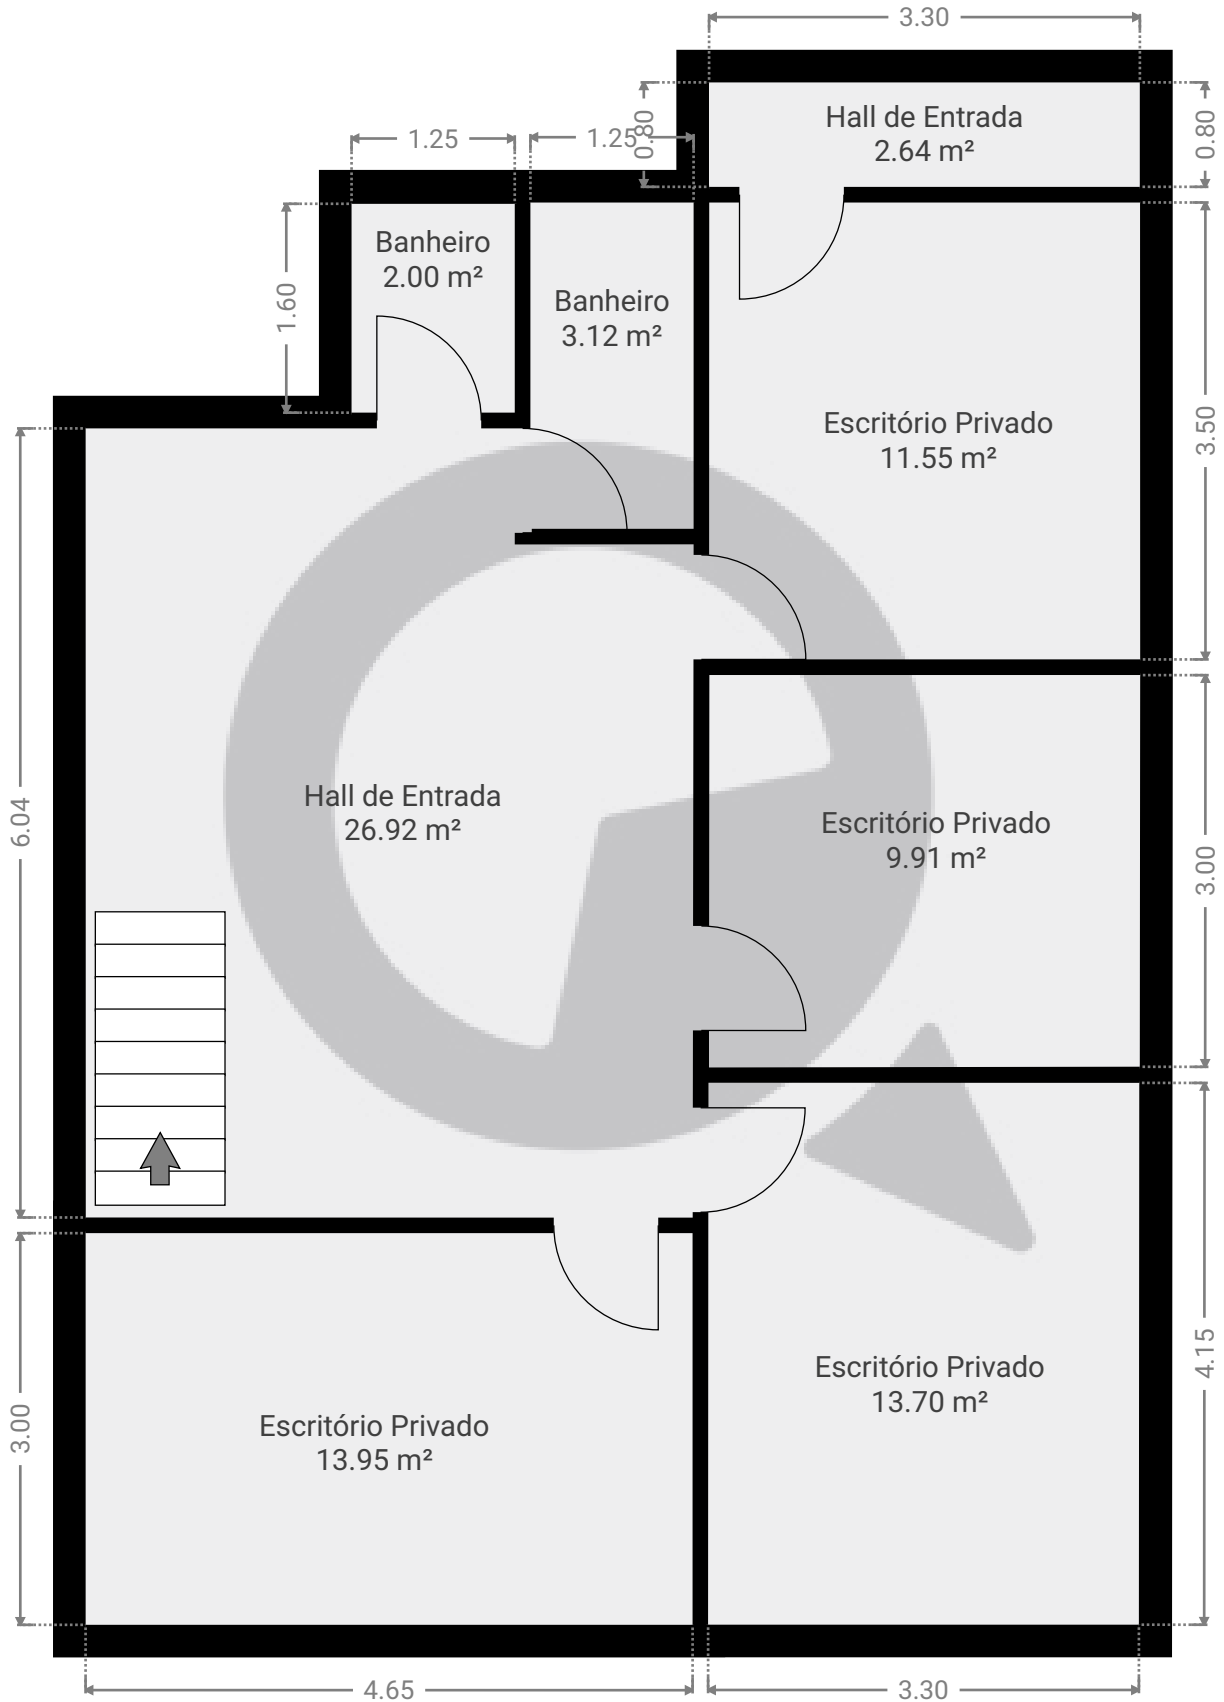 3.30
0.80
Hall de Entrada
2.64 m²
0.80
1.25
1.25
Banheiro
2.00 m²
1.60
Banheiro
3.12 m²
Escritório Privado
11.55 m²
3.50
6.04
Hall de Entrada
26.92 m²
Escritório Privado
9.91 m²
3.00
Escritório Privado
13.70 m²
4.15
Escritório Privado
13.95 m²
3.00
4.65
3.30